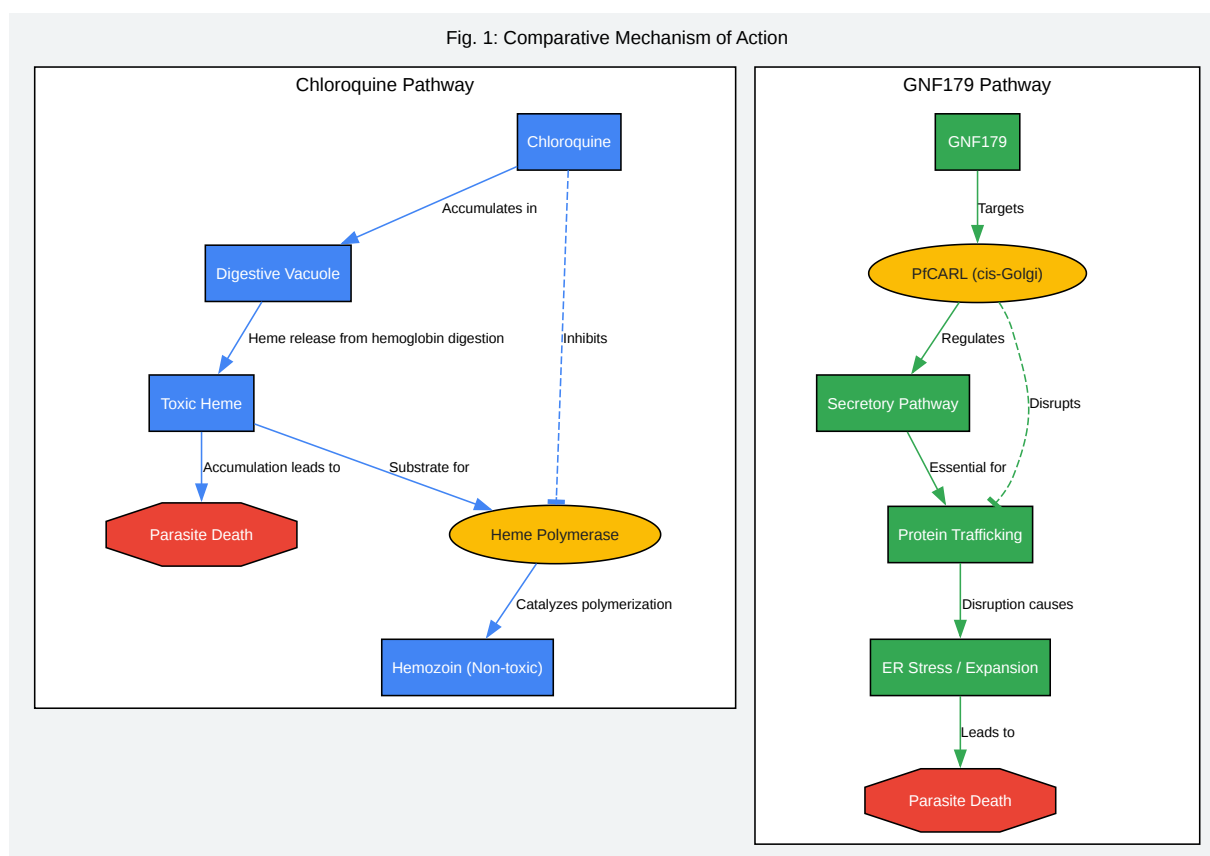 Fig. 1: Comparative Mechanism of Action
Chloroquine Pathway
Chloroquine
Accumulates in
Digestive Vacuole
Heme release from hemoglobin digestion
Inhibits
Toxic Heme
Accumulation leads to
Substrate for
Parasite Death
Heme Polymerase
Catalyzes polymerization
Hemozoin (Non-toxic)
GNF179 Pathway
GNF179
Targets
PfCARL (cis-Golgi)
Regulates
Secretory Pathway
Disrupts
Essential for
Protein Trafficking
Disruption causes
ER Stress / Expansion
Leads to
Parasite Death